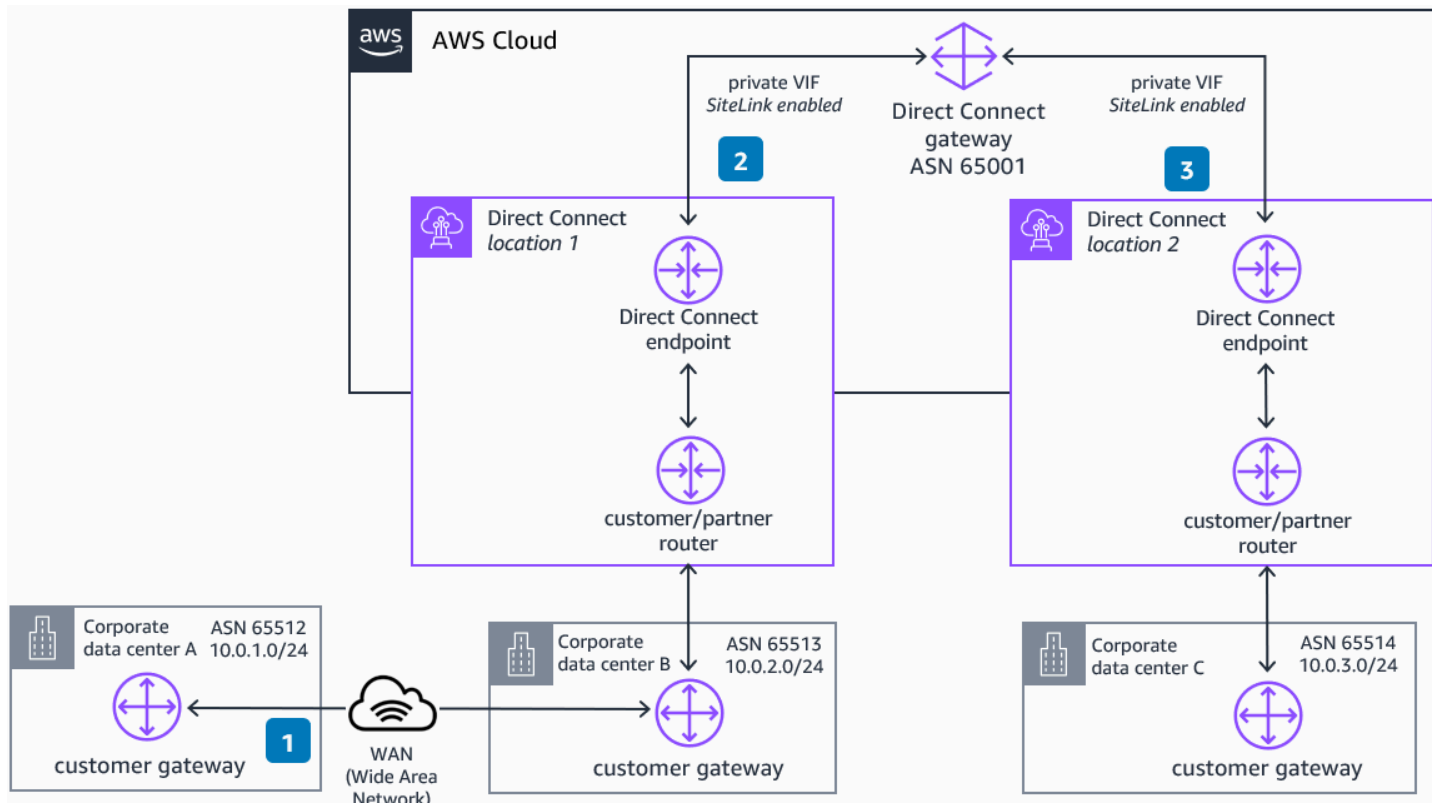 aws
AWS Cloud
private VIF
SiteLink enabled
2
Direct Connect
gateway
ASN 65001
private VIF
SiteLink enabled
3
Direct Connect
location 1
Direct Connect
endpoint
customer/partner
router
Direct Connect
location 2
Direct Connect
endpoint
customer/partner
router
Corporate
data center A
ASN 65512
10.0.1.0/24
1
customer gateway
WAN
(Wide Area
Network)
Corporate
data center B
ASN 65513
10.0.2.0/24
customer gateway
Corporate
data center C
ASN 65514
10.0.3.0/24
customer gateway